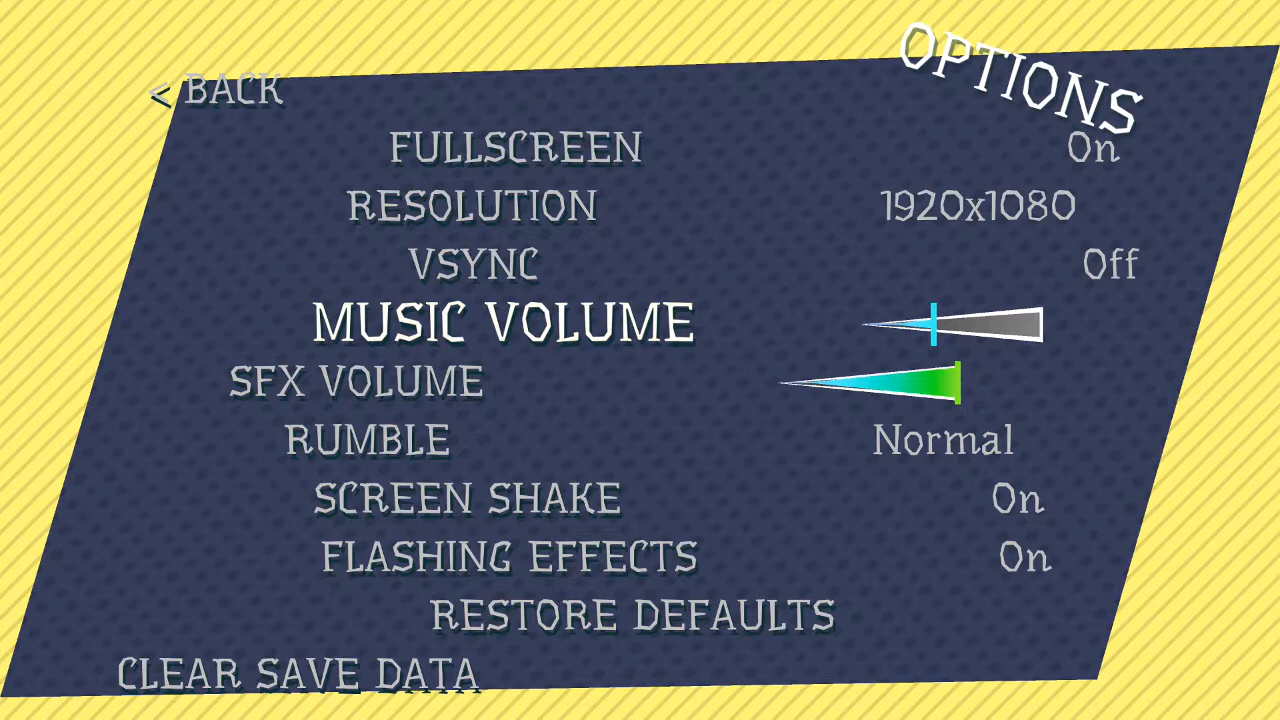 OPTIONS
< BACK
FULLSCREEN On
RESOLUTION 1920x1080
VSYNC Off
MUSIC VOLUME
SFX VOLUME
RUMBLE Normal
SCREEN SHAKE On
FLASHING EFFECTS On
RESTORE DEFAULTS
CLEAR SAVE DATA